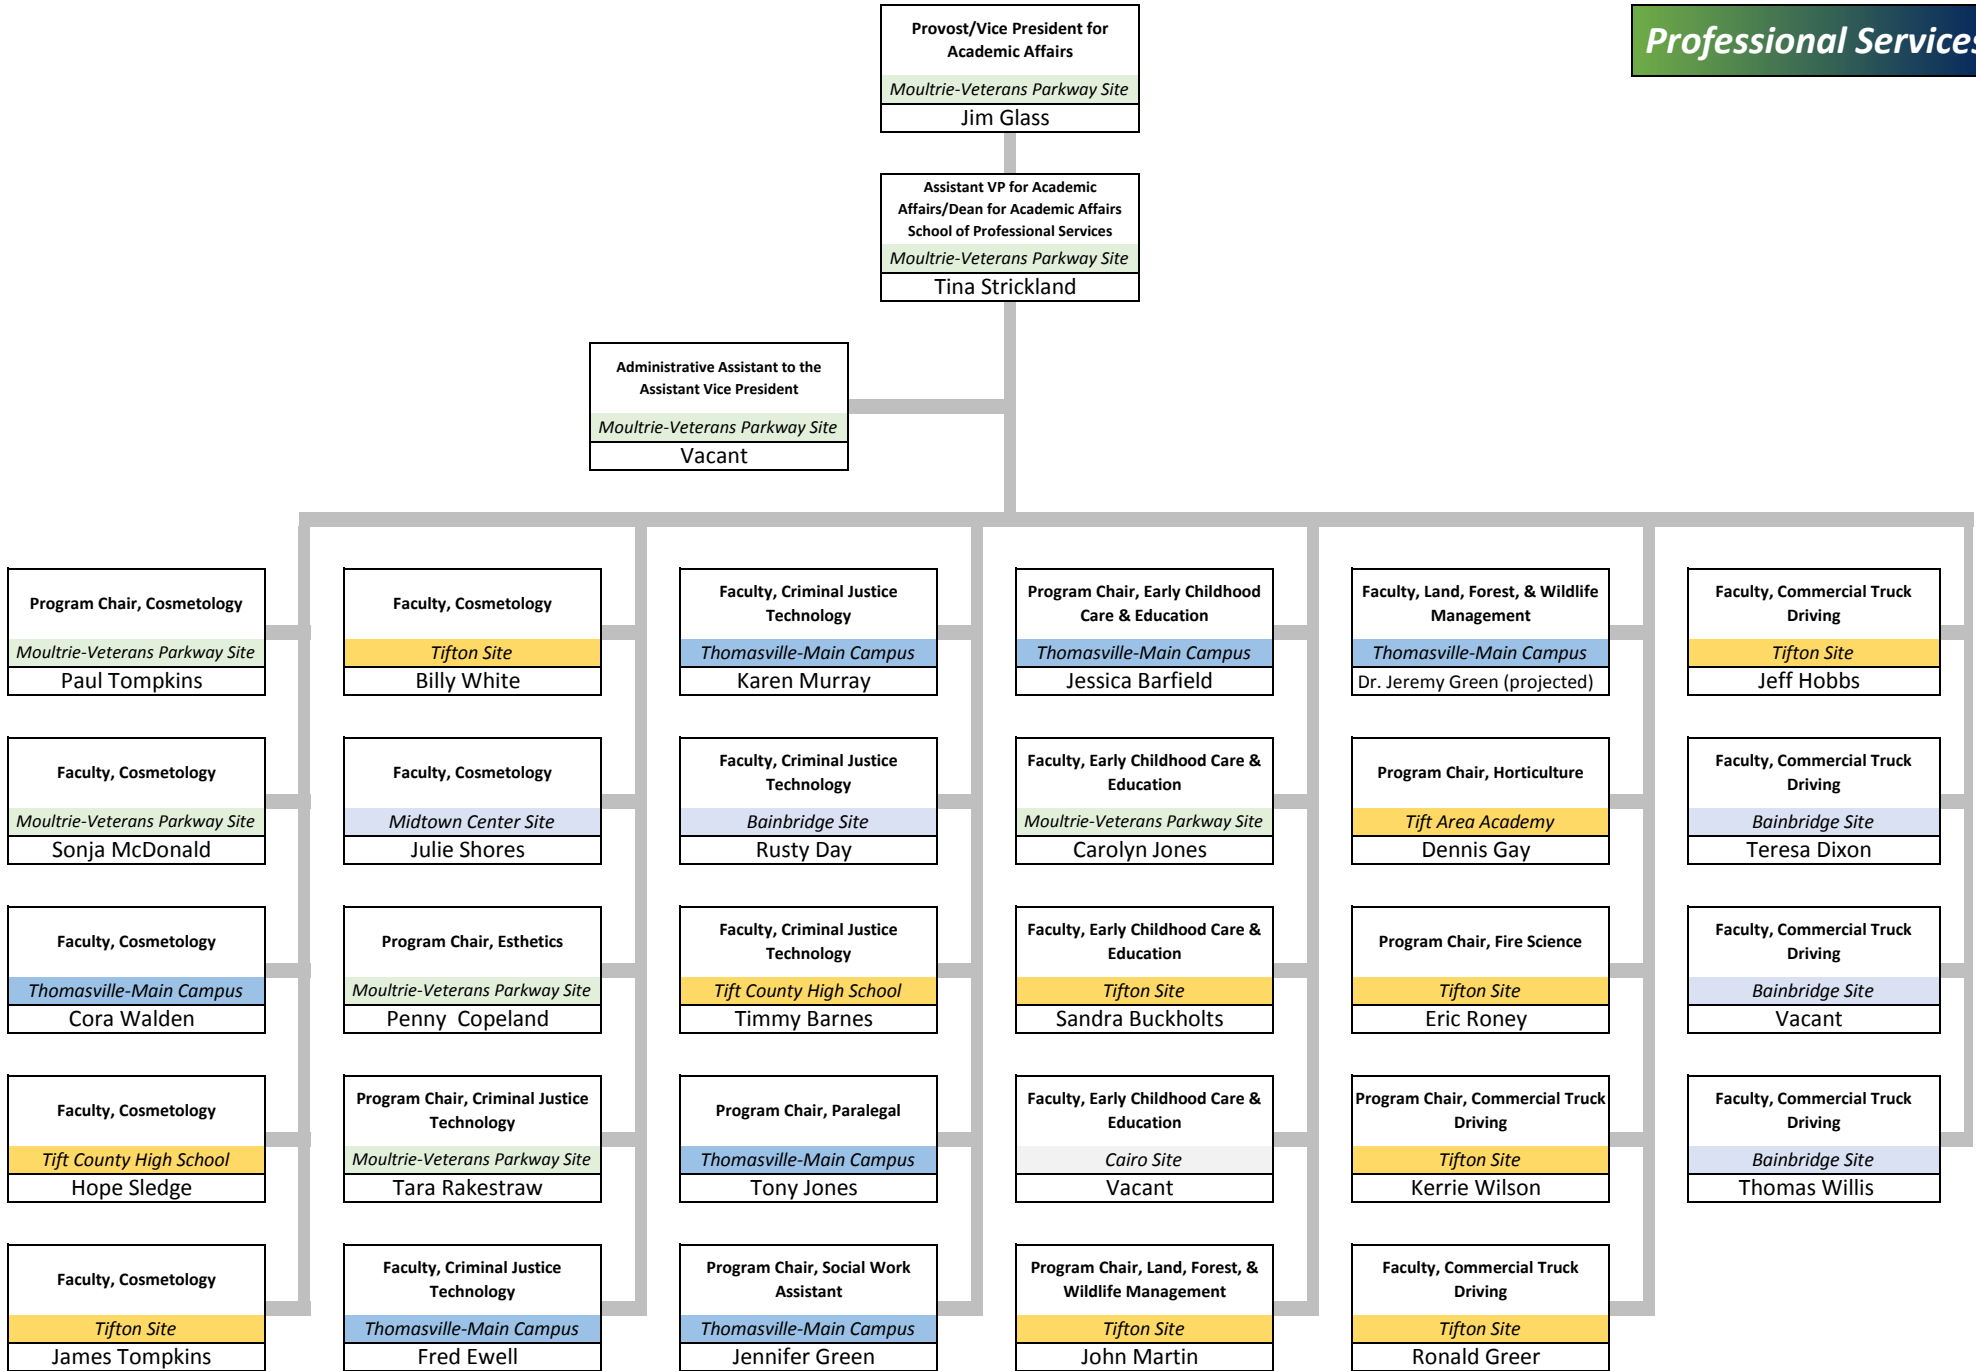 Professional Services
Provost/Vice President for
Academic Affairs
Moultrie-Veterans Parkway Site
Jim Glass
Assistant VP for Academic
Affairs/Dean for Academic Affairs
School of Professional Services
Moultrie-Veterans Parkway Site
Tina Strickland
Administrative Assistant to the
Assistant Vice President
Moultrie-Veterans Parkway Site
Vacant
Program Chair, Cosmetology
Moultrie-Veterans Parkway Site
Paul Tompkins
Faculty, Cosmetology
Moultrie-Veterans Parkway Site
Sonja McDonald
Faculty, Cosmetology
Thomasville-Main Campus
Cora Walden
Faculty, Cosmetology
Tift County High School
Hope Sledge
Faculty, Cosmetology
Tifton Site
James Tompkins
Faculty, Cosmetology
Tifton Site
Billy White
Faculty, Cosmetology
Midtown Center Site
Julie Shores
Program Chair, Esthetics
Moultrie-Veterans Parkway Site
Penny  Copeland
Program Chair, Criminal Justice
Technology
Moultrie-Veterans Parkway Site
Tara Rakestraw
Faculty, Criminal Justice
Technology
Thomasville-Main Campus
Fred Ewell
Faculty, Criminal Justice
Technology
Thomasville-Main Campus
Karen Murray
Faculty, Criminal Justice
Technology
Bainbridge Site
Rusty Day
Faculty, Criminal Justice
Technology
Tift County High School
Timmy Barnes
Program Chair, Paralegal
Thomasville-Main Campus
Tony Jones
Program Chair, Social Work
Assistant
Thomasville-Main Campus
Jennifer Green
Program Chair, Early Childhood
Care & Education
Thomasville-Main Campus
Jessica Barfield
Faculty, Early Childhood Care &
Education
Moultrie-Veterans Parkway Site
Carolyn Jones
Faculty, Early Childhood Care &
Education
Tifton Site
Sandra Buckholts
Faculty, Early Childhood Care &
Education
Cairo Site
Vacant
Program Chair, Land, Forest, &
Wildlife Management
Tifton Site
John Martin
Faculty, Land, Forest, & Wildlife
Management
Thomasville-Main Campus
Dr. Jeremy Green (projected)
Program Chair, Horticulture
Tift Area Academy
Dennis Gay
Program Chair, Fire Science
Tifton Site
Eric Roney
Program Chair, Commercial Truck
Driving
Tifton Site
Kerrie Wilson
Faculty, Commercial Truck
Driving
Tifton Site
Ronald Greer
Faculty, Commercial Truck
Driving
Tifton Site
Jeff Hobbs
Faculty, Commercial Truck
Driving
Bainbridge Site
Teresa Dixon
Faculty, Commercial Truck
Driving
Bainbridge Site
Vacant
Faculty, Commercial Truck
Driving
Bainbridge Site
Thomas Willis